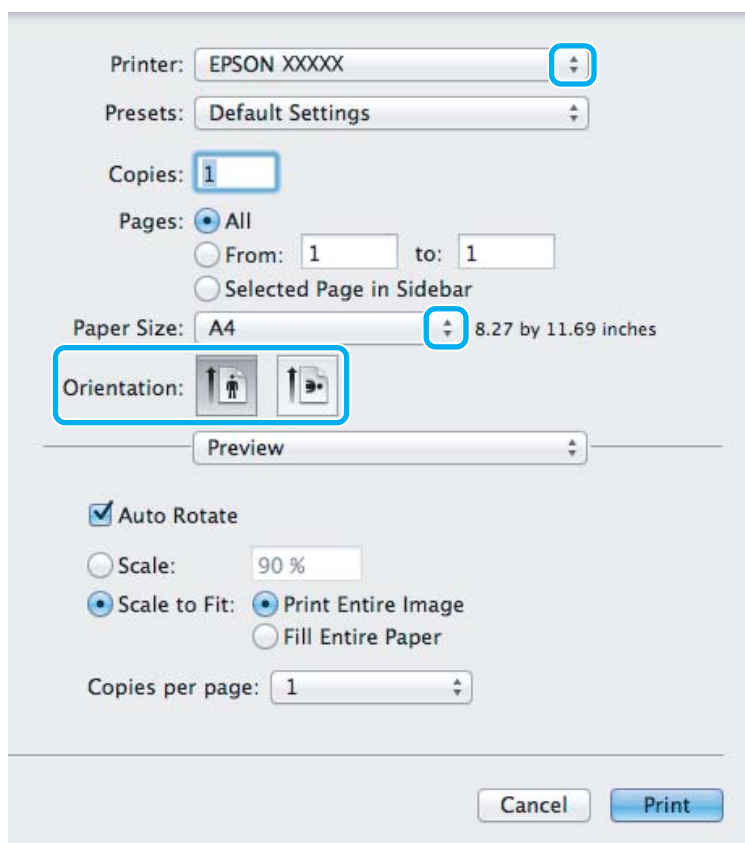 Printer: EPSON XXXXX
Presets: Default Settings
Copies: 1
Pages: All
From: 1 to: 1
Selected Page in Sidebar
Paper Size: A4 8.27 by 11.69 inches
Orientation:
Preview
Auto Rotate
Scale: 90 %
Scale to Fit: Print Entire Image
Fill Entire Paper
Copies per page: 1
Cancel Print